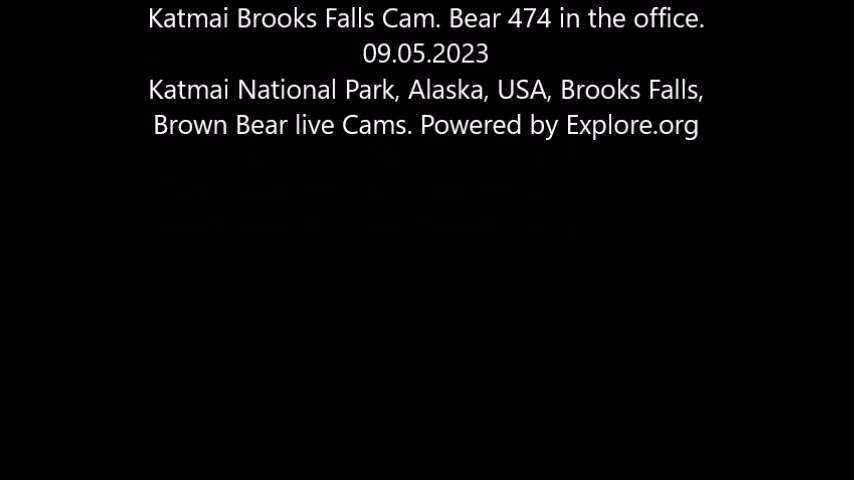 Katmai Brooks Falls Cam. Bear 474 in the office.
09.05.2023
Katmai National Park, Alaska, USA, Brooks Falls,
Brown Bear live Cams. Powered by Explore.org